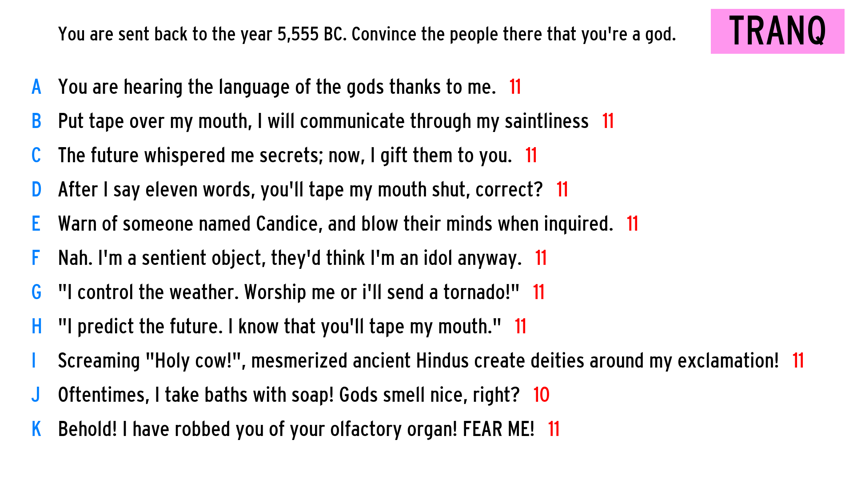 You are sent back to the year 5,555 BC. Convince the people there that you're a god.
TRANQ
A You are hearing the language of the gods thanks to me. 11
B Put tape over my mouth, I will communicate through my saintliness 11
C The future whispered me secrets; now, I gift them to you. 11
D After I say eleven words, you'll tape my mouth shut, correct? 11
E Warn of someone named Candice, and blow their minds when inquired. 11
F Nah. I'm a sentient object, they'd think I'm an idol anyway. 11
G "I control the weather. Worship me or i'll send a tornado!" 11
H "I predict the future. I know that you'll tape my mouth." 11
I Screaming "Holy cow!", mesmerized ancient Hindus create deities around my exclamation! 11
J Oftentimes, I take baths with soap! Gods smell nice, right? 10
K Behold! I have robbed you of your olfactory organ! FEAR ME! 11